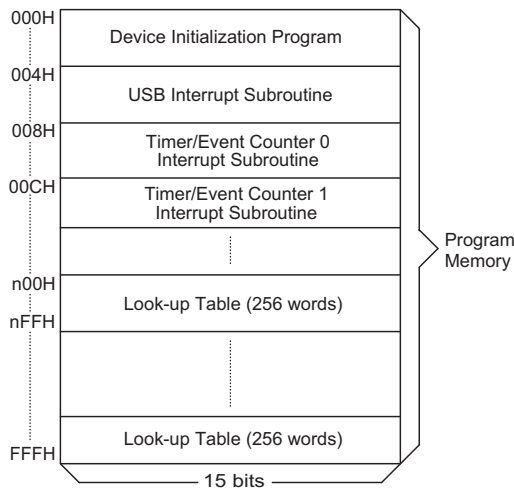 000H
Device Initialization Program
004H
USB Interrupt Subroutine
008H
Timer/Event Counter 0
Interrupt Subroutine
00CH
Timer/Event Counter 1
Interrupt Subroutine
Program
Memory
n00H
Look-up Table (256 words)
nFFH
Look-up Table (256 words)
FFFH
15 bits